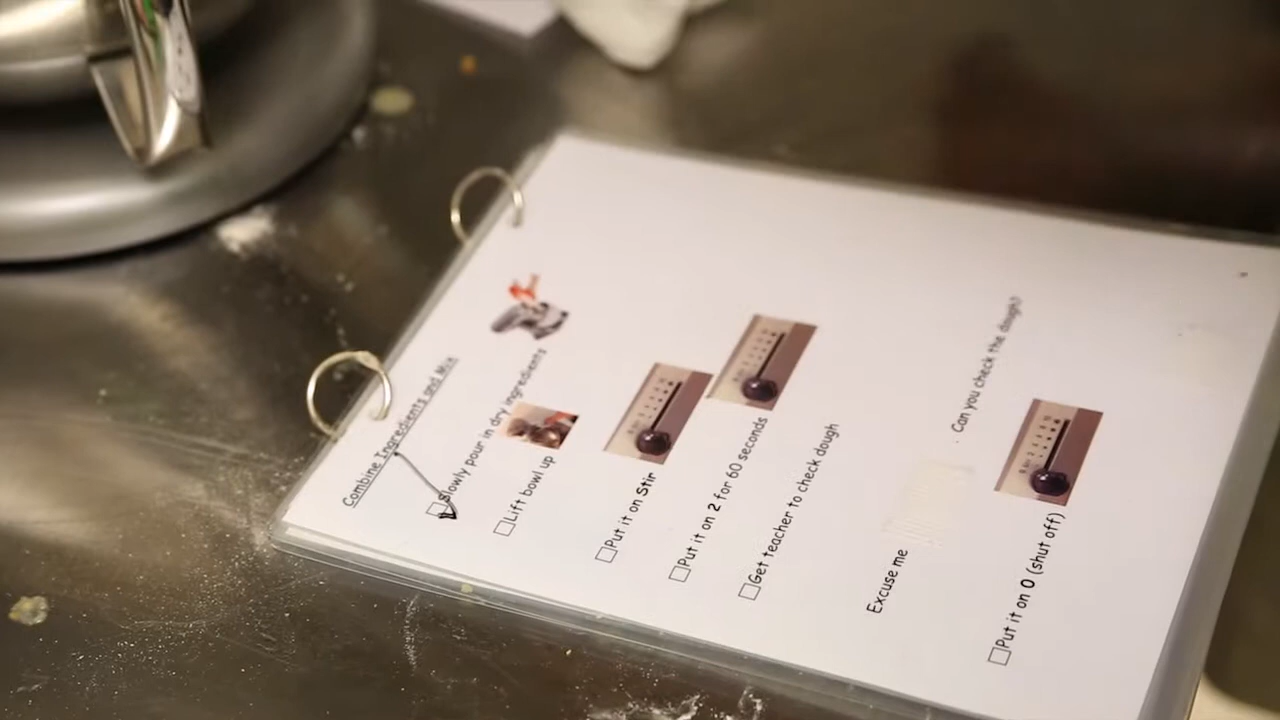 Combine Ingredients and Mix
Slowly pour in dry ingredients
Lift bowl up
Put it on Stir
Put it on 2 for 60 seconds
Get teacher to check dough
Excuse me
Can you check the dough?
Put it on 0 (shut off)